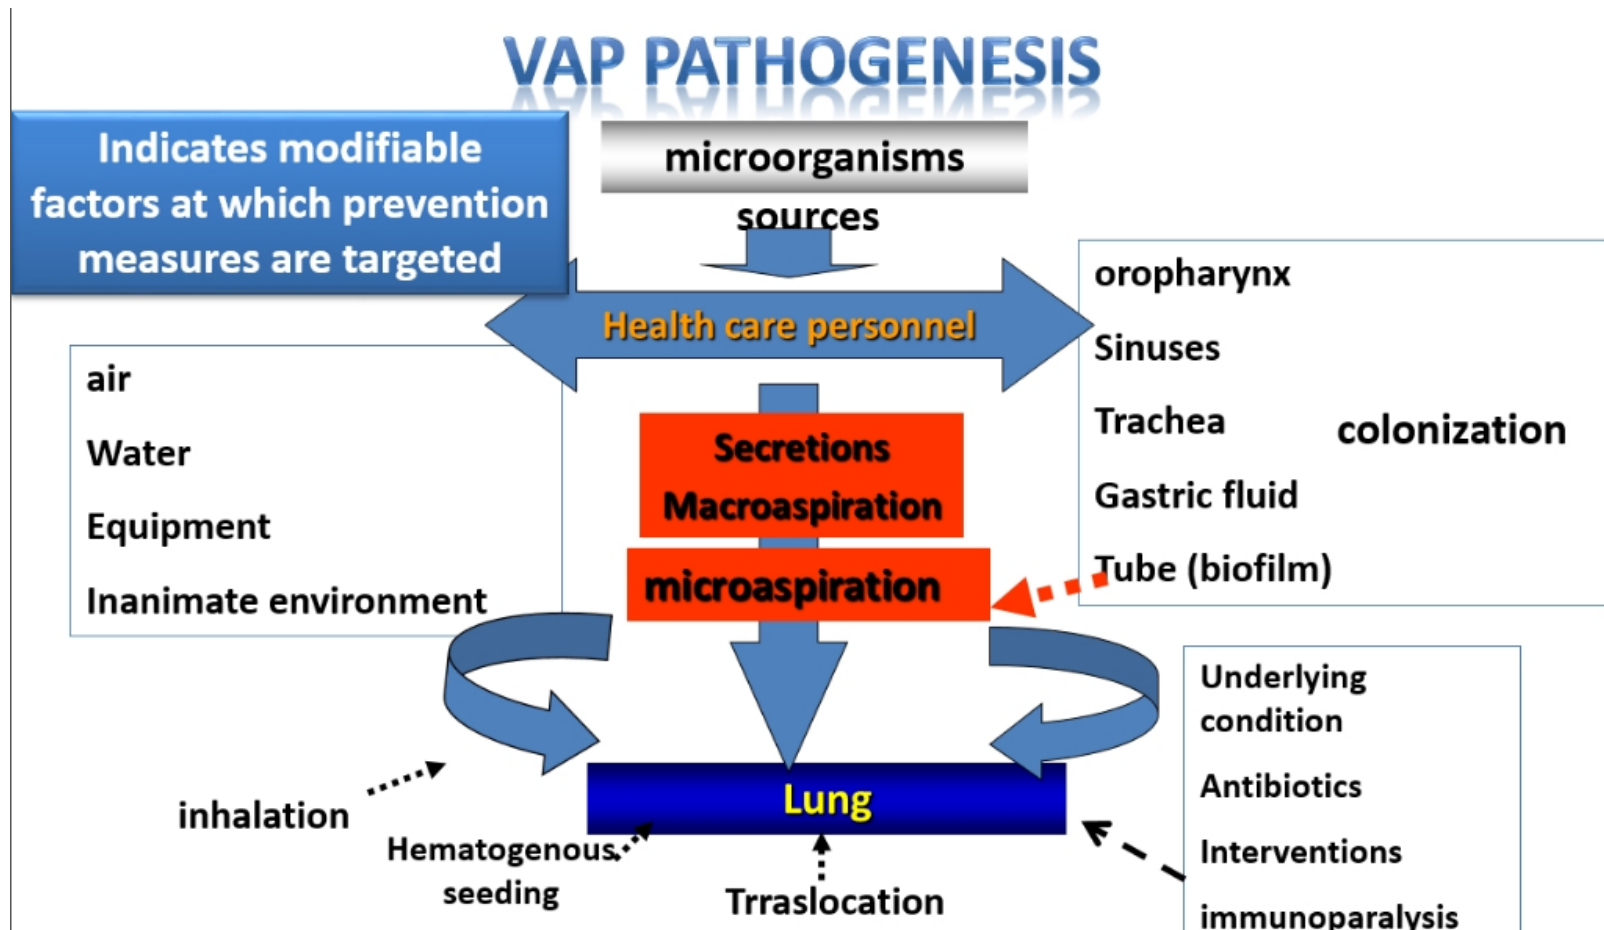 VAP PATHOGENESIS
Indicates modifiable
factors at which prevention
measures are targeted
microorganisms
sources
Health care personnel
air
Water
Equipment
Inanimate environment
Secretions
Macroaspiration
microaspiration
oropharynx
Sinuses
Trachea
colonization
Gastric fluid
Tube (biofilm)
inhalation
Hematogenous
seeding
Trraslocation
Lung
Underlying
condition
Antibiotics
Interventions
immunoparalysis